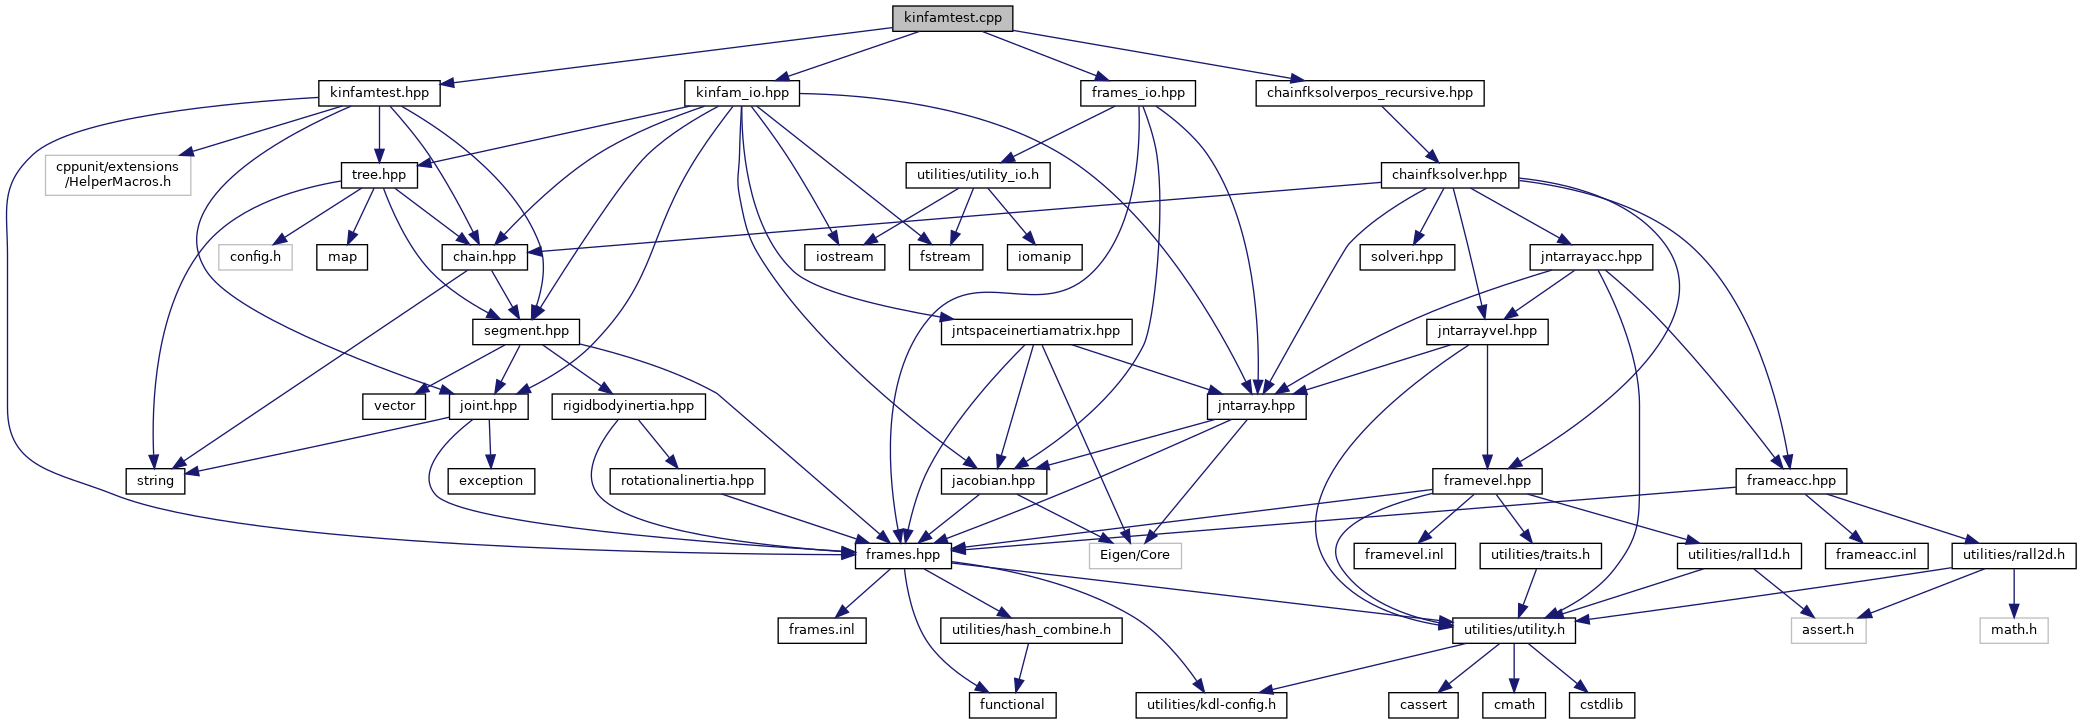 kinfamtest.cpp
kinfamtest.hpp
kinfam_io.hpp
frames_io.hpp
chainfksolverpos_recursive.hpp
cppunit/extensions
/HelperMacros.h
tree.hpp
utilities/utility_io.h
chainfksolver.hpp
config.h
map
chain.hpp
iostream
fstream
iomanip
solveri.hpp
jntarrayacc.hpp
segment.hpp
jntspaceinertiamatrix.hpp
jntarrayvel.hpp
vector
joint.hpp
rigidbodyinertia.hpp
jntarray.hpp
string
exception
rotationalinertia.hpp
jacobian.hpp
framevel.hpp
frameacc.hpp
frames.hpp
Eigen/Core
framevel.inl
utilities/traits.h
utilities/rall1d.h
frameacc.inl
utilities/rall2d.h
frames.inl
utilities/hash_combine.h
utilities/utility.h
assert.h
math.h
functional
utilities/kdl-config.h
cassert
cmath
cstdlib